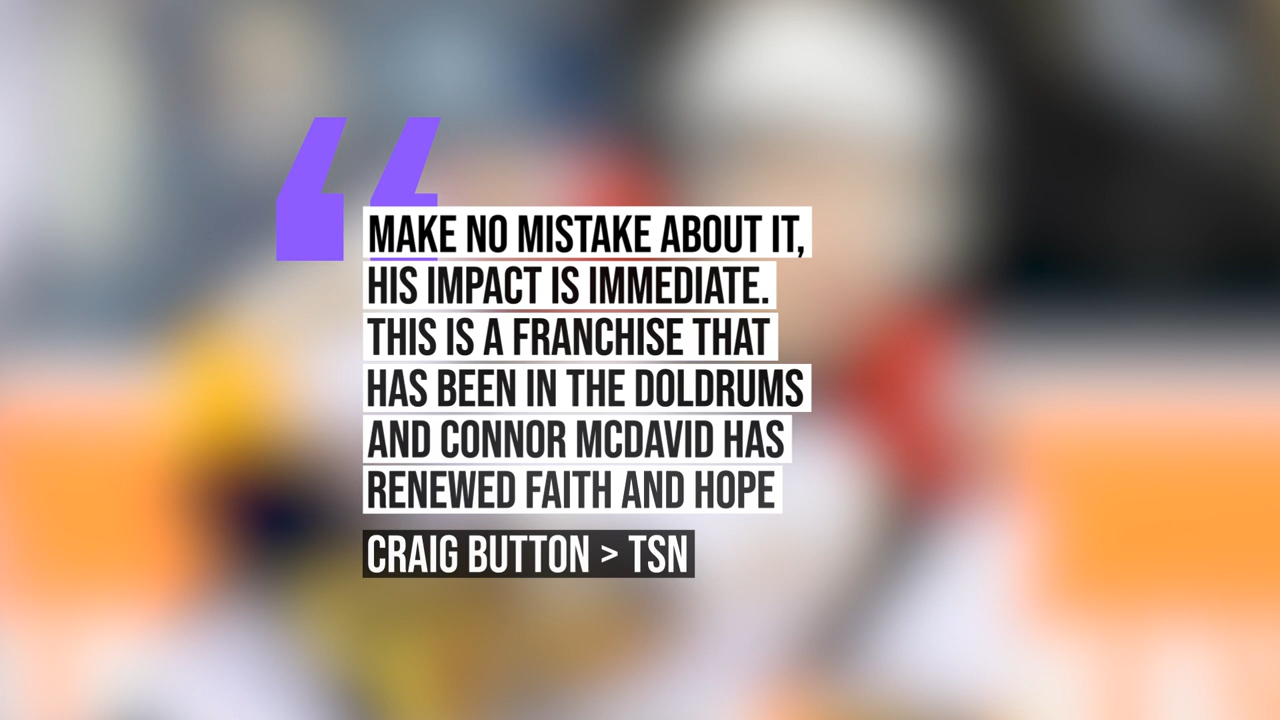 MAKE NO MISTAKE ABOUT IT,
HIS IMPACT IS IMMEDIATE.
THIS IS A FRANCHISE THAT
HAS BEEN IN THE DOLDRUMS
AND CONNOR MCDAVID HAS
RENEWED FAITH AND HOPE
CRAIG BUTTON > TSN